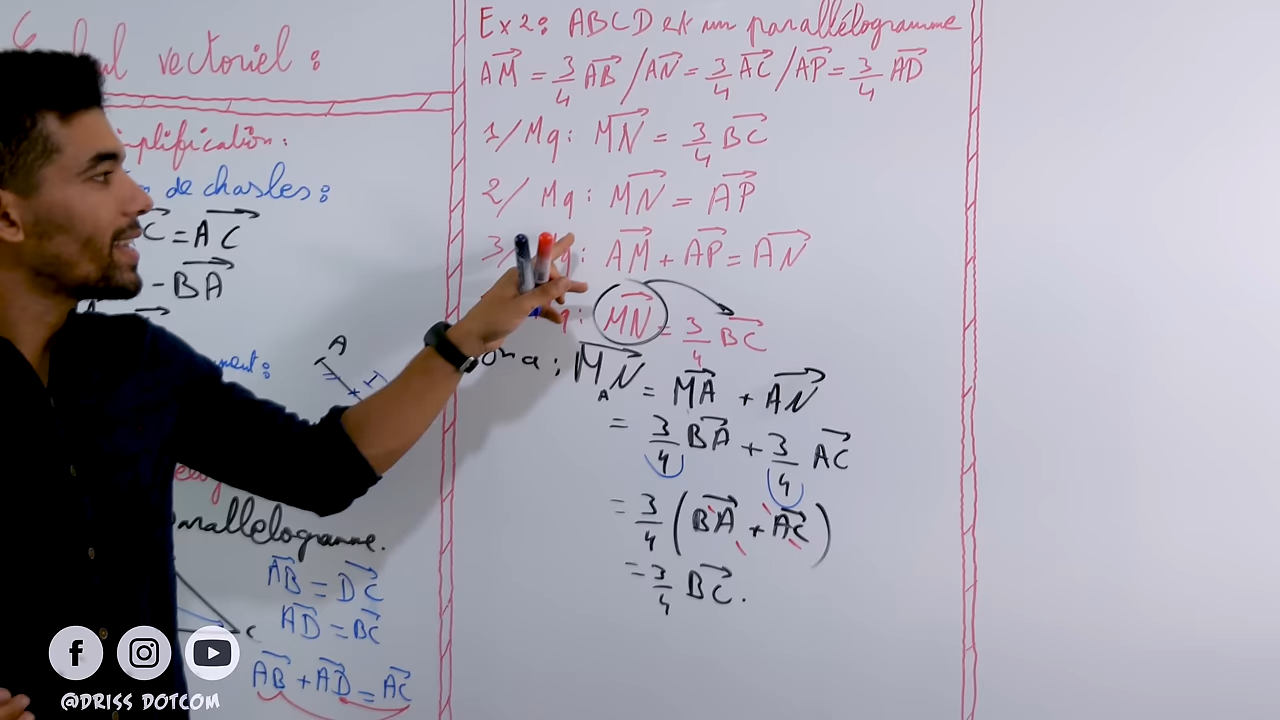 vectoriel :
de chasles :
= AC
- BA
A
I
parallélogramme.
AB = DC
AD = BC
C
AB + AD = AC
@DRISS DOTCOM
Ex 2 : ABCD est un parallélogramme
AM = 3/4 AB / AN = 3/4 AC / AP = 3/4 AD
1/ Mq : MN = 3/4 BC
2/ Mq : MN = AP
3/ Mq : AM + AP = AN
MN = 3/4 BC
on a : MN = MA + AN
A
= 3/4 BA + 3/4 AC
= 3/4 (BA + AC)
= 3/4 BC.